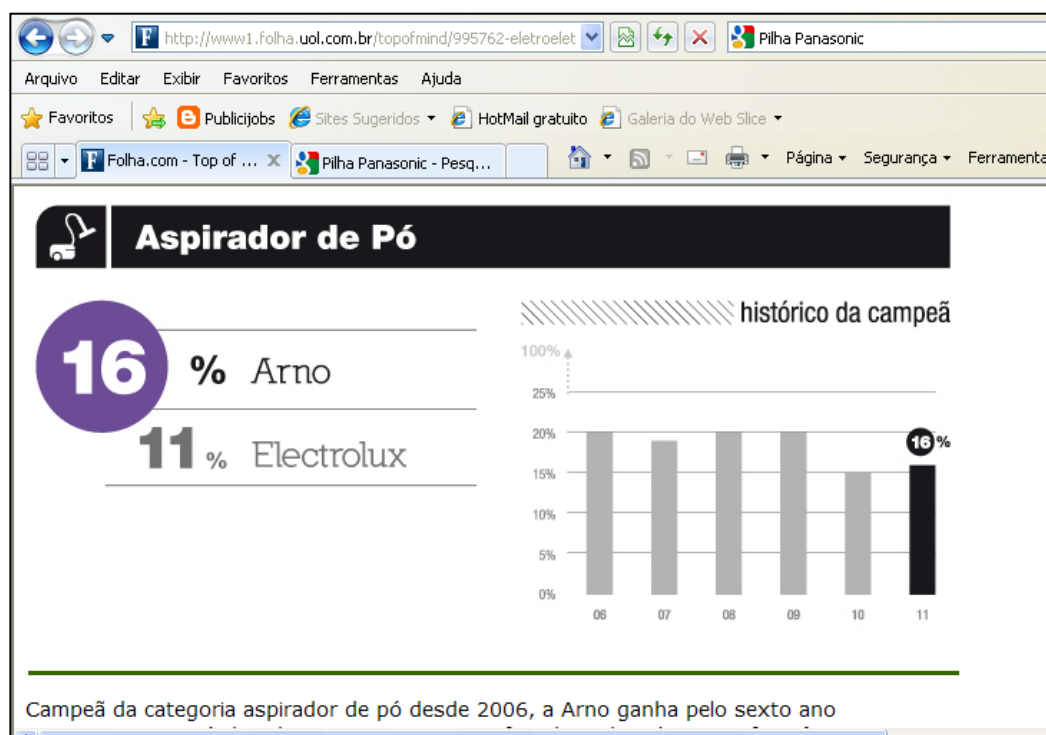 http://www1.folha.uol.com.br/topofmind/995762-eletroelet
Pilha Panasonic
Arquivo Editar Exibir Favoritos Ferramentas Ajuda
Favoritos Publicijobs Sites Sugeridos HotMail gratuito Galeria do Web Slice
Folha.com - Top of ... Pilha Panasonic - Pesq... Página Segurança Ferramenta
Aspirador de Pó
16 % Arno
11 % Electrolux
histórico da campeã
100%
25%
20%
16 %
15%
10%
5%
0%
06 07 08 09 10 11
Campeã da categoria aspirador de pó desde 2006, a Arno ganha pelo sexto ano